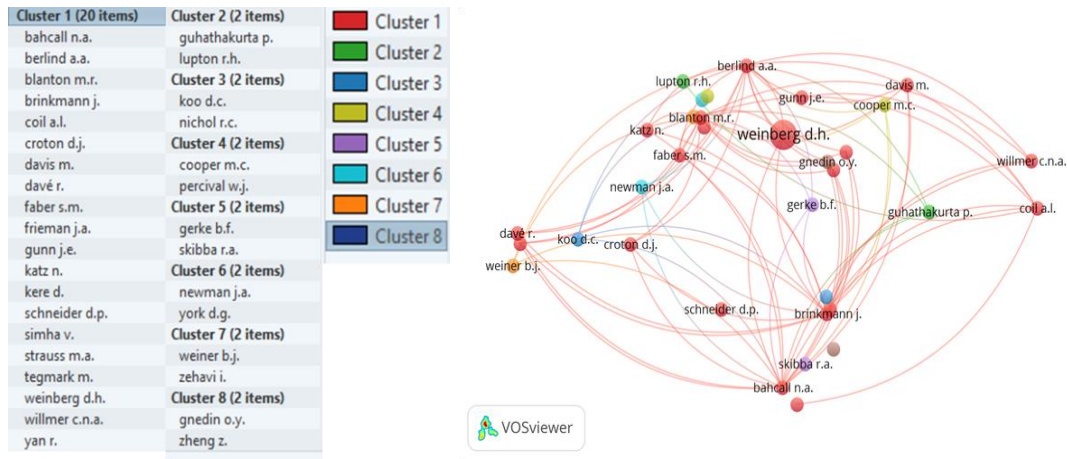 Cluster 1 (20 items)
bahcall n.a.
berlind a.a.
blanton m.r.
brinkmann j.
coil a.l.
croton d.j.
davis m.
davé r.
faber s.m.
frieman j.a.
gunn j.e.
katz n.
kere d.
schneider d.p.
simha v.
strauss m.a.
tegmark m.
weinberg d.h.
willmer c.n.a.
yan r.
Cluster 2 (2 items)
guhathakurta p.
lupton r.h.
Cluster 3 (2 items)
koo d.c.
nichol r.c.
Cluster 4 (2 items)
cooper m.c.
percival w.j.
Cluster 5 (2 items)
gerke b.f.
skibba r.a.
Cluster 6 (2 items)
newman j.a.
york d.g.
Cluster 7 (2 items)
weiner b.j.
zehavi i.
Cluster 8 (2 items)
gnedin o.y.
zheng z.
Cluster 1
Cluster 2
Cluster 3
Cluster 4
Cluster 5
Cluster 6
Cluster 7
Cluster 8
berlind a.a.
lupton r.h.
davis m.
gunn j.e.
cooper m.c.
blanton m.r.
katz n.
weinberg d.h.
faber s.m.
gnedin o.y.
willmer c.n.a.
newman j.a.
gerke b.f.
guhathakurta p.
coil a.l.
davé r.
koo d.c.
croton d.j.
weiner b.j.
schneider d.p.
brinkmann j.
skibba r.a.
bahcall n.a.
VOSviewer